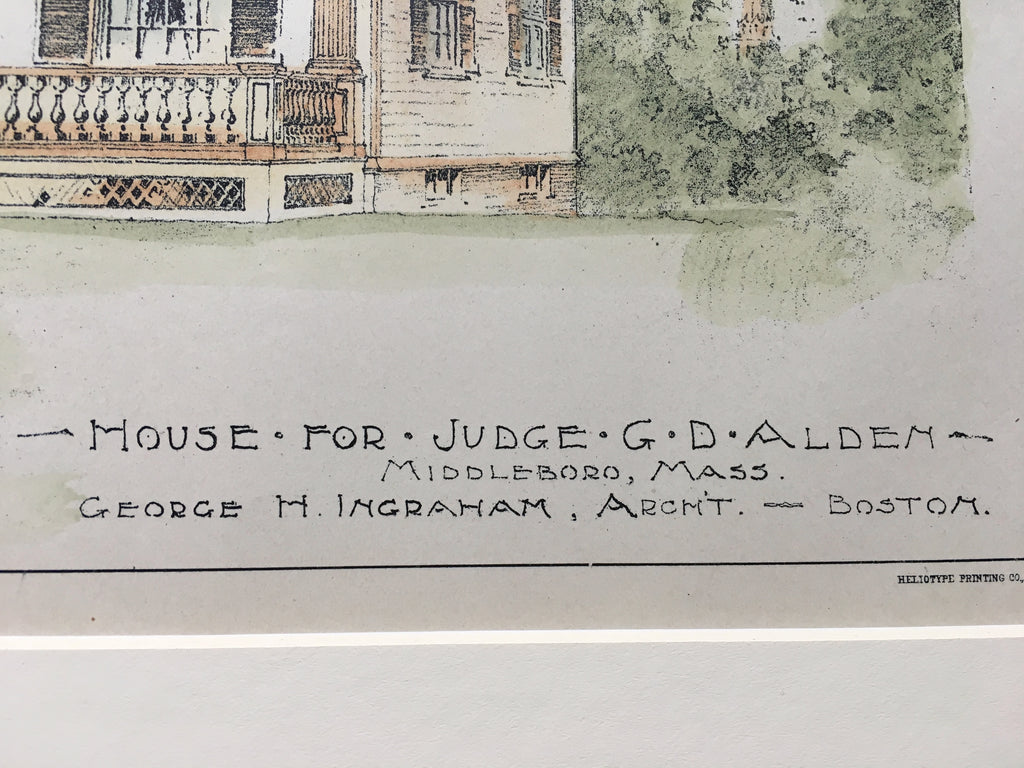 — HOUSE · FOR · JUDGE · G · D · ALDEN —
MIDDLEBORO, MASS.
GEORGE H. INGRAHAM, ARCH'T. — BOSTON.
HELIOTYPE PRINTING CO.,